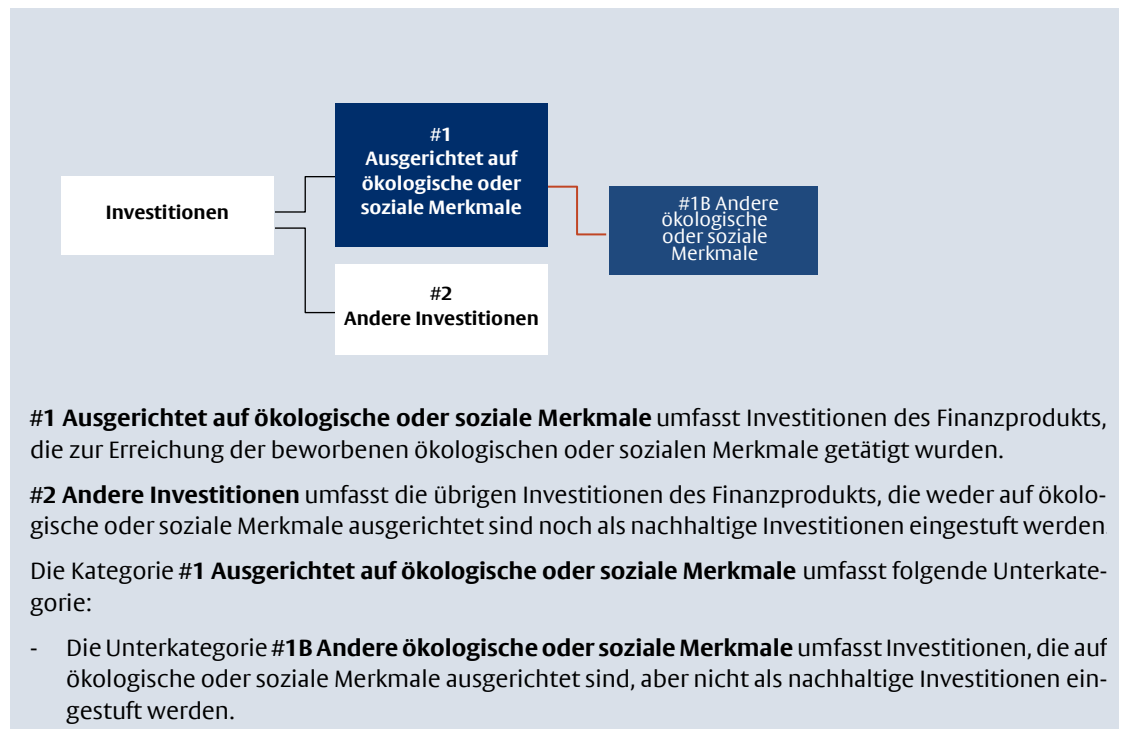 #1
Ausgerichtet auf
ökologische oder
soziale Merkmale
Investitionen
#1B Andere
ökologische
oder soziale
Merkmale
#2
Andere Investitionen
#1 Ausgerichtet auf ökologische oder soziale Merkmale umfasst Investitionen des Finanzprodukts,
die zur Erreichung der beworbenen ökologischen oder sozialen Merkmale getätigt wurden.
#2 Andere Investitionen umfasst die übrigen Investitionen des Finanzprodukts, die weder auf ökolo-
gische oder soziale Merkmale ausgerichtet sind noch als nachhaltige Investitionen eingestuft werden.
Die Kategorie #1 Ausgerichtet auf ökologische oder soziale Merkmale umfasst folgende Unterkate-
gorie:
- Die Unterkategorie #1B Andere ökologische oder soziale Merkmale umfasst Investitionen, die auf
ökologische oder soziale Merkmale ausgerichtet sind, aber nicht als nachhaltige Investitionen ein-
gestuft werden.